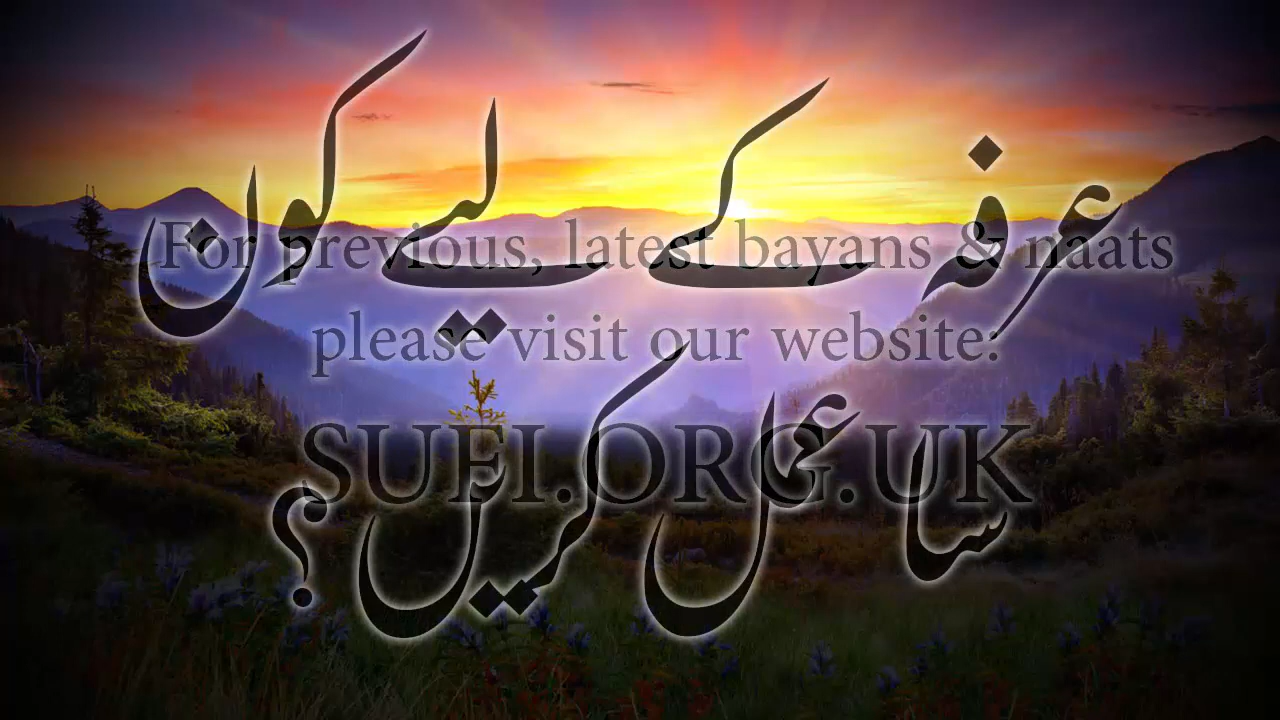 عرفہ کے لیے کون
For previous, latest bayans & naats
please visit our website:
سا عمل کریں ؟
SUFI.ORG.UK